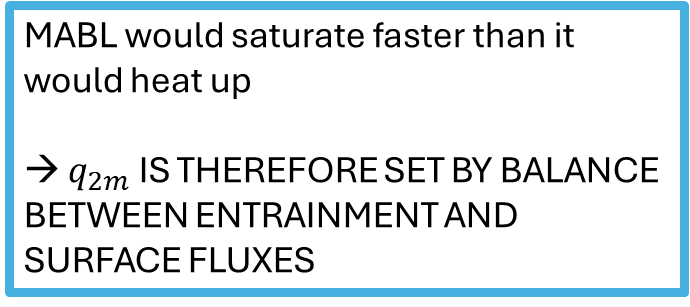 MABL would saturate faster than it
would heat up
→ q2m IS THEREFORE SET BY BALANCE
BETWEEN ENTRAINMENT AND
SURFACE FLUXES